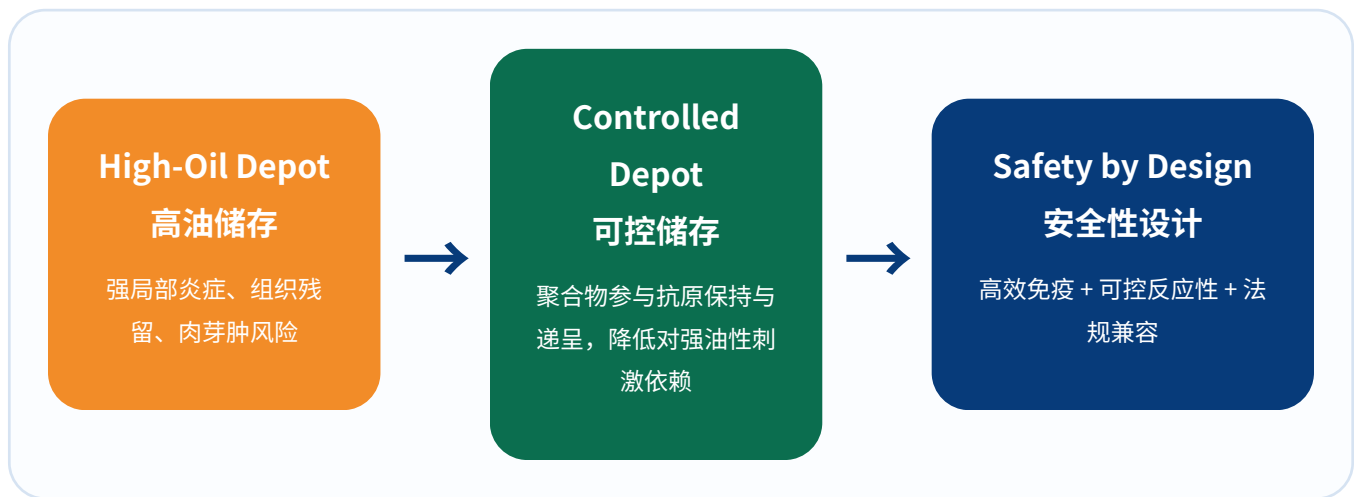 High-Oil Depot
高油储存
强局部炎症、组织残
留、肉芽肿风险
Controlled
Depot
可控储存
聚合物参与抗原保持与
递呈，降低对强油性刺
激依赖
Safety by Design
安全性设计
高效免疫 + 可控反应性 + 法
规兼容